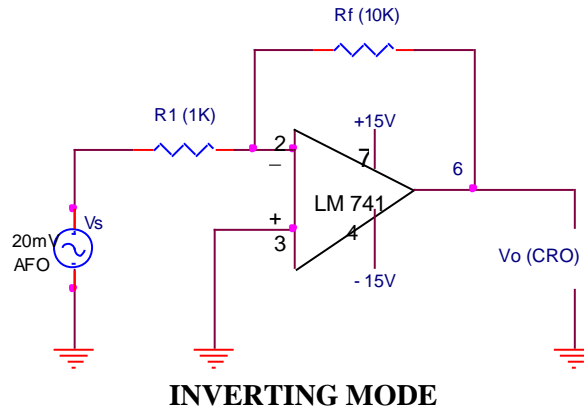 Rf (10K)
R1 (1K)
+15V
2
7
6
−
Vs
LM 741
+
20mV
3
4
AFO
Vo (CRO)
- 15V
INVERTING MODE